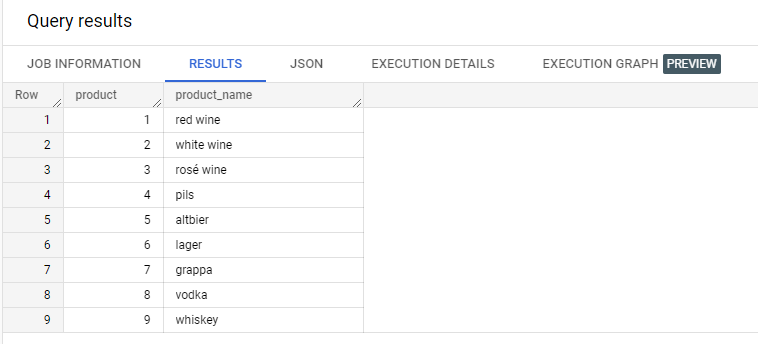 Query results
JOB INFORMATION RESULTS JSON EXECUTION DETAILS EXECUTION GRAPH PREVIEW
Row product product_name
1 1 red wine
2 2 white wine
3 3 rosé wine
4 4 pils
5 5 altbier
6 6 lager
7 7 grappa
8 8 vodka
9 9 whiskey